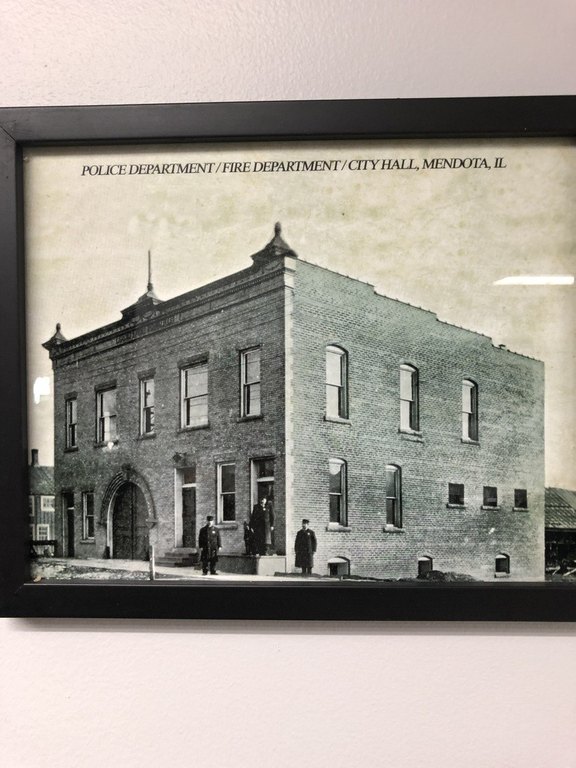 POLICE DEPARTMENT / FIRE DEPARTMENT / CITY HALL, MENDOTA, IL